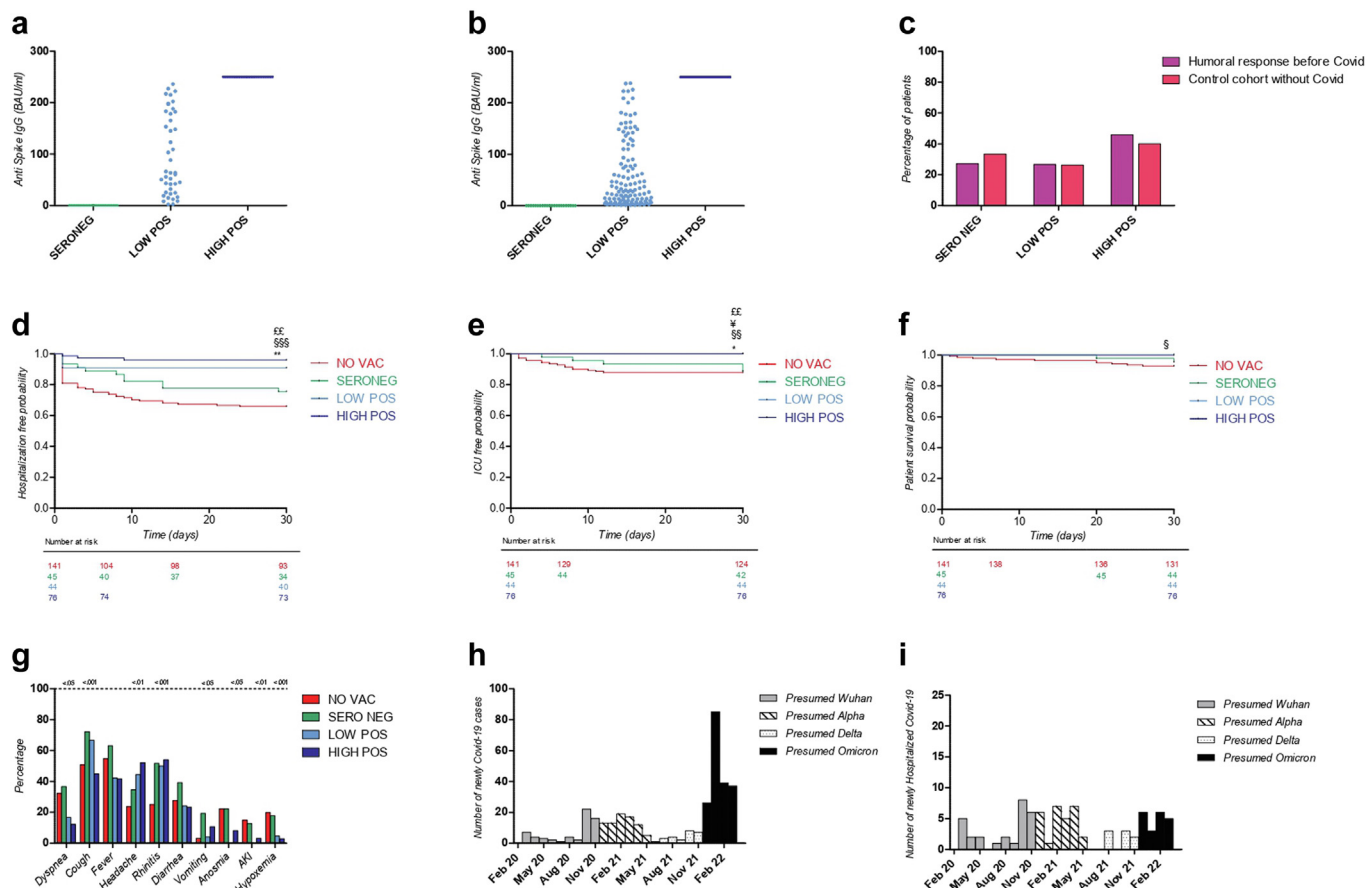 a
Anti Spike IgG (BAU/ml)
300
200
100
0
SERONEG
LOW POS
HIGH POS
b
Anti Spike IgG (BAU/ml)
300
200
100
0
SERONEG
LOW POS
HIGH POS
c
Percentage of patients
100
80
60
40
20
0
SERO NEG
LOW POS
HIGH POS
Humoral response before Covid
Control cohort without Covid
d
Hospitalization free probability
1.0
0.8
0.6
0.4
0.2
0.0
0
10
20
30
Time (days)
££
§§§
**
NO VAC
SERONEG
LOW POS
HIGH POS
Number at risk
141 104 98 93
45 40 37 34
44 40
76 74 73
e
ICU free probability
1.0
0.8
0.6
0.4
0.2
0.0
0
10
20
30
Time (days)
££
¥
§§
*
NO VAC
SERONEG
LOW POS
HIGH POS
Number at risk
141 129 124
45 44 42
44 44
76 76
f
Patient survival probability
1.0
0.8
0.6
0.4
0.2
0.0
0
10
20
30
Time (days)
§
NO VAC
SERONEG
LOW POS
HIGH POS
Number at risk
141 138 136 131
45 45 44
44 44
76 76
g
Percentage
100
80
60
40
20
0
<.05 <.001 <.01 <.001 <.05 <.05 <.01 <.001
Dyspnea
Cough
Fever
Headache
Rhinitis
Diarrhea
Vomiting
Anosmia
AKI
Hypoxemia
NO VAC
SERO NEG
LOW POS
HIGH POS
h
Number of newly Covid-19 cases
100
80
60
40
20
0
Feb 20
May 20
Aug 20
Nov 20
Feb 21
May 21
Aug 21
Nov 21
Feb 22
Presumed Wuhan
Presumed Alpha
Presumed Delta
Presumed Omicron
i
Number of newly Hospitalized Covid-19
25
20
15
10
5
0
Feb 20
May 20
Aug 20
Nov 20
Feb 21
May 21
Aug 21
Nov 21
Feb 22
Presumed Wuhan
Presumed Alpha
Presumed Delta
Presumed Omicron